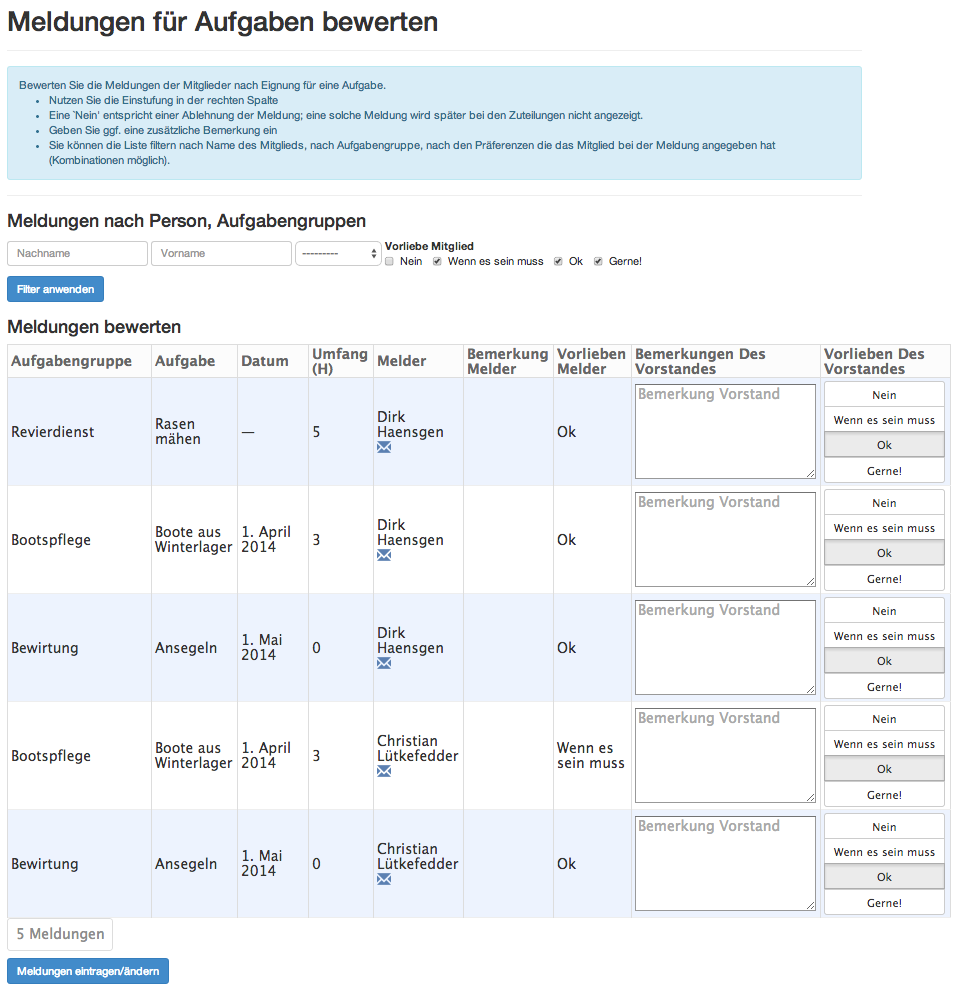 Meldungen für Aufgaben bewerten
Bewerten Sie die Meldungen der Mitglieder nach Eignung für eine Aufgabe.
• Nutzen Sie die Einstufung in der rechten Spalte
• Eine `Nein' entspricht einer Ablehnung der Meldung; eine solche Meldung wird später bei den Zuteilungen nicht angezeigt.
• Geben Sie ggf. eine zusätzliche Bemerkung ein
• Sie können die Liste filtern nach Name des Mitglieds, nach Aufgabengruppe, nach den Präferenzen die das Mitglied bei der Meldung angegeben hat
(Kombinationen möglich).
Meldungen nach Person, Aufgabengruppen
Nachname Vorname --------- Vorliebe Mitglied
Nein Wenn es sein muss Ok Gerne!
Filter anwenden
Meldungen bewerten
Aufgabengruppe Aufgabe Datum Umfang (H) Melder Bemerkung Melder Vorlieben Melder Bemerkungen Des Vorstandes Vorlieben Des Vorstandes
Revierdienst
Rasen
mähen
—
5
Dirk
Haensgen
Ok
Bemerkung Vorstand
Nein
Wenn es sein muss
Ok
Gerne!
Bootspflege
Boote aus
Winterlager
1. April
2014
3
Dirk
Haensgen
Ok
Bemerkung Vorstand
Nein
Wenn es sein muss
Ok
Gerne!
Bewirtung
Ansegeln
1. Mai
2014
0
Dirk
Haensgen
Ok
Bemerkung Vorstand
Nein
Wenn es sein muss
Ok
Gerne!
Bootspflege
Boote aus
Winterlager
1. April
2014
3
Christian
Lütkefedder
Wenn es
sein muss
Bemerkung Vorstand
Nein
Wenn es sein muss
Ok
Gerne!
Bewirtung
Ansegeln
1. Mai
2014
0
Christian
Lütkefedder
Ok
Bemerkung Vorstand
Nein
Wenn es sein muss
Ok
Gerne!
5 Meldungen
Meldungen eintragen/ändern